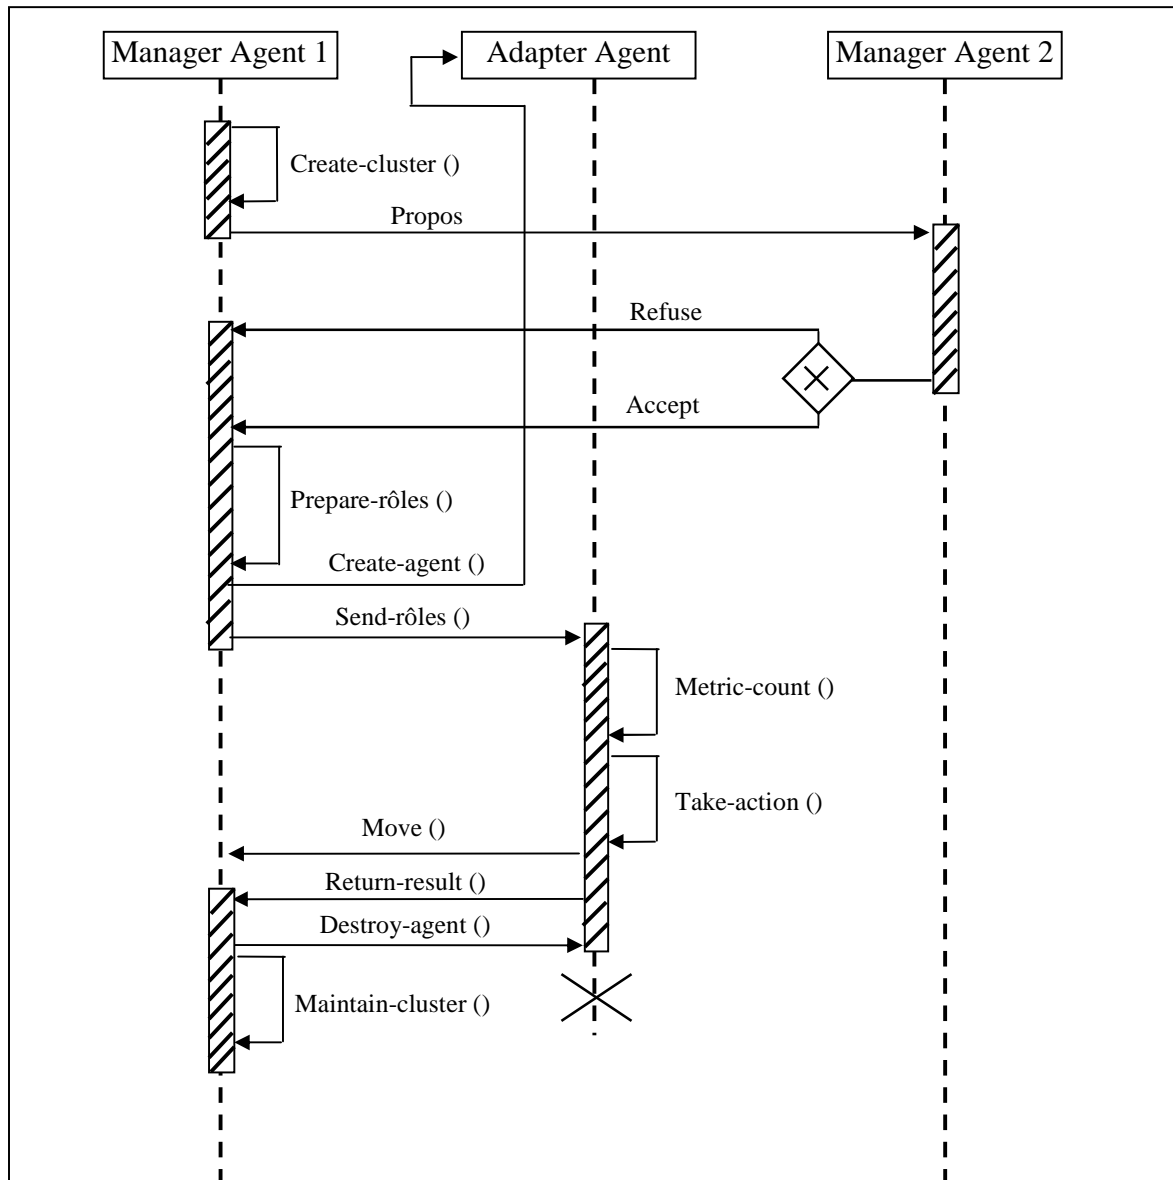 Manager Agent 1
Adapter Agent
Manager Agent 2
Create-cluster ()
Propos
Refuse
Accept
Prepare-rôles ()
Create-agent ()
Send-rôles ()
Metric-count ()
Take-action ()
Move ()
Return-result ()
Destroy-agent ()
Maintain-cluster ()